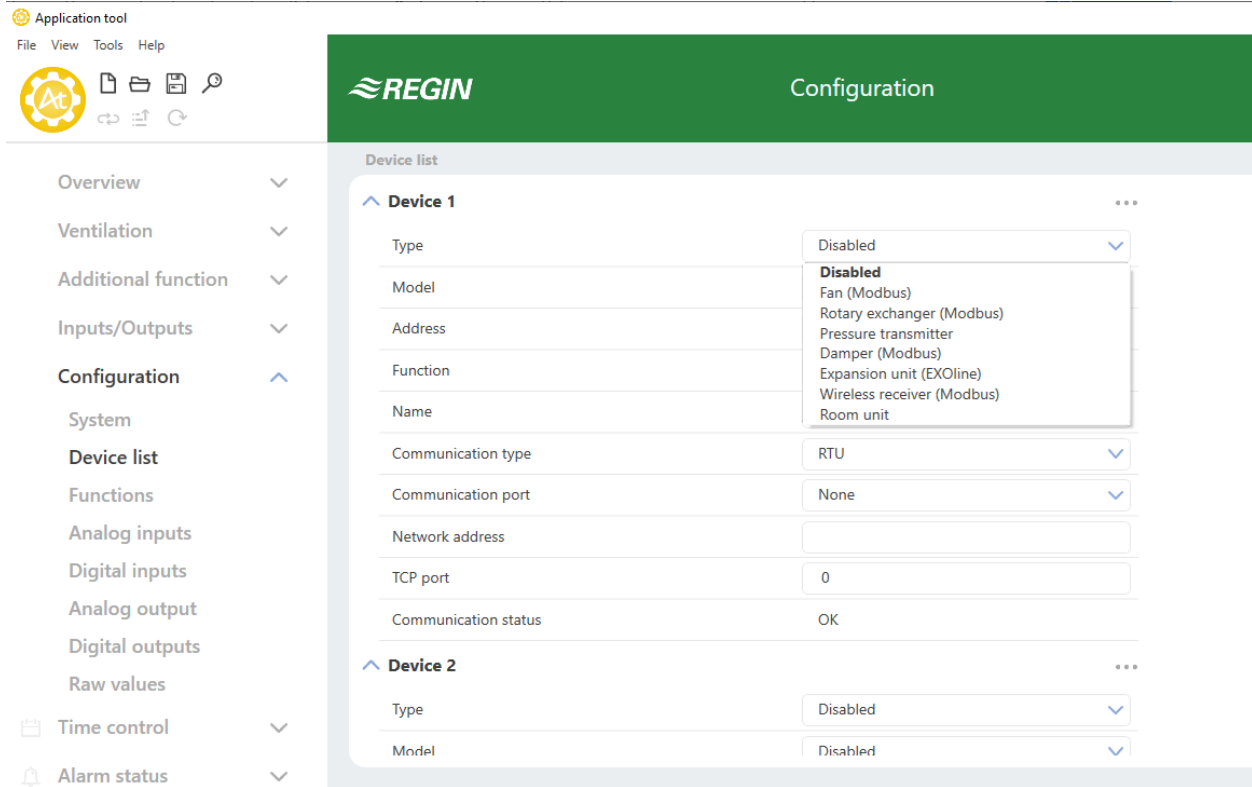 Application tool
File View Tools Help
At
REGIN
Configuration
Overview
Ventilation
Additional function
Inputs/Outputs
Configuration
System
Device list
Functions
Analog inputs
Digital inputs
Analog output
Digital outputs
Raw values
Time control
Alarm status
Device list
Device 1
Type Disabled
Disabled
Fan (Modbus)
Rotary exchanger (Modbus)
Pressure transmitter
Damper (Modbus)
Expansion unit (EXOline)
Wireless receiver (Modbus)
Room unit
Model
Address
Function
Name
Communication type RTU
Communication port None
Network address
TCP port 0
Communication status OK
Device 2
Type Disabled
Model Disabled